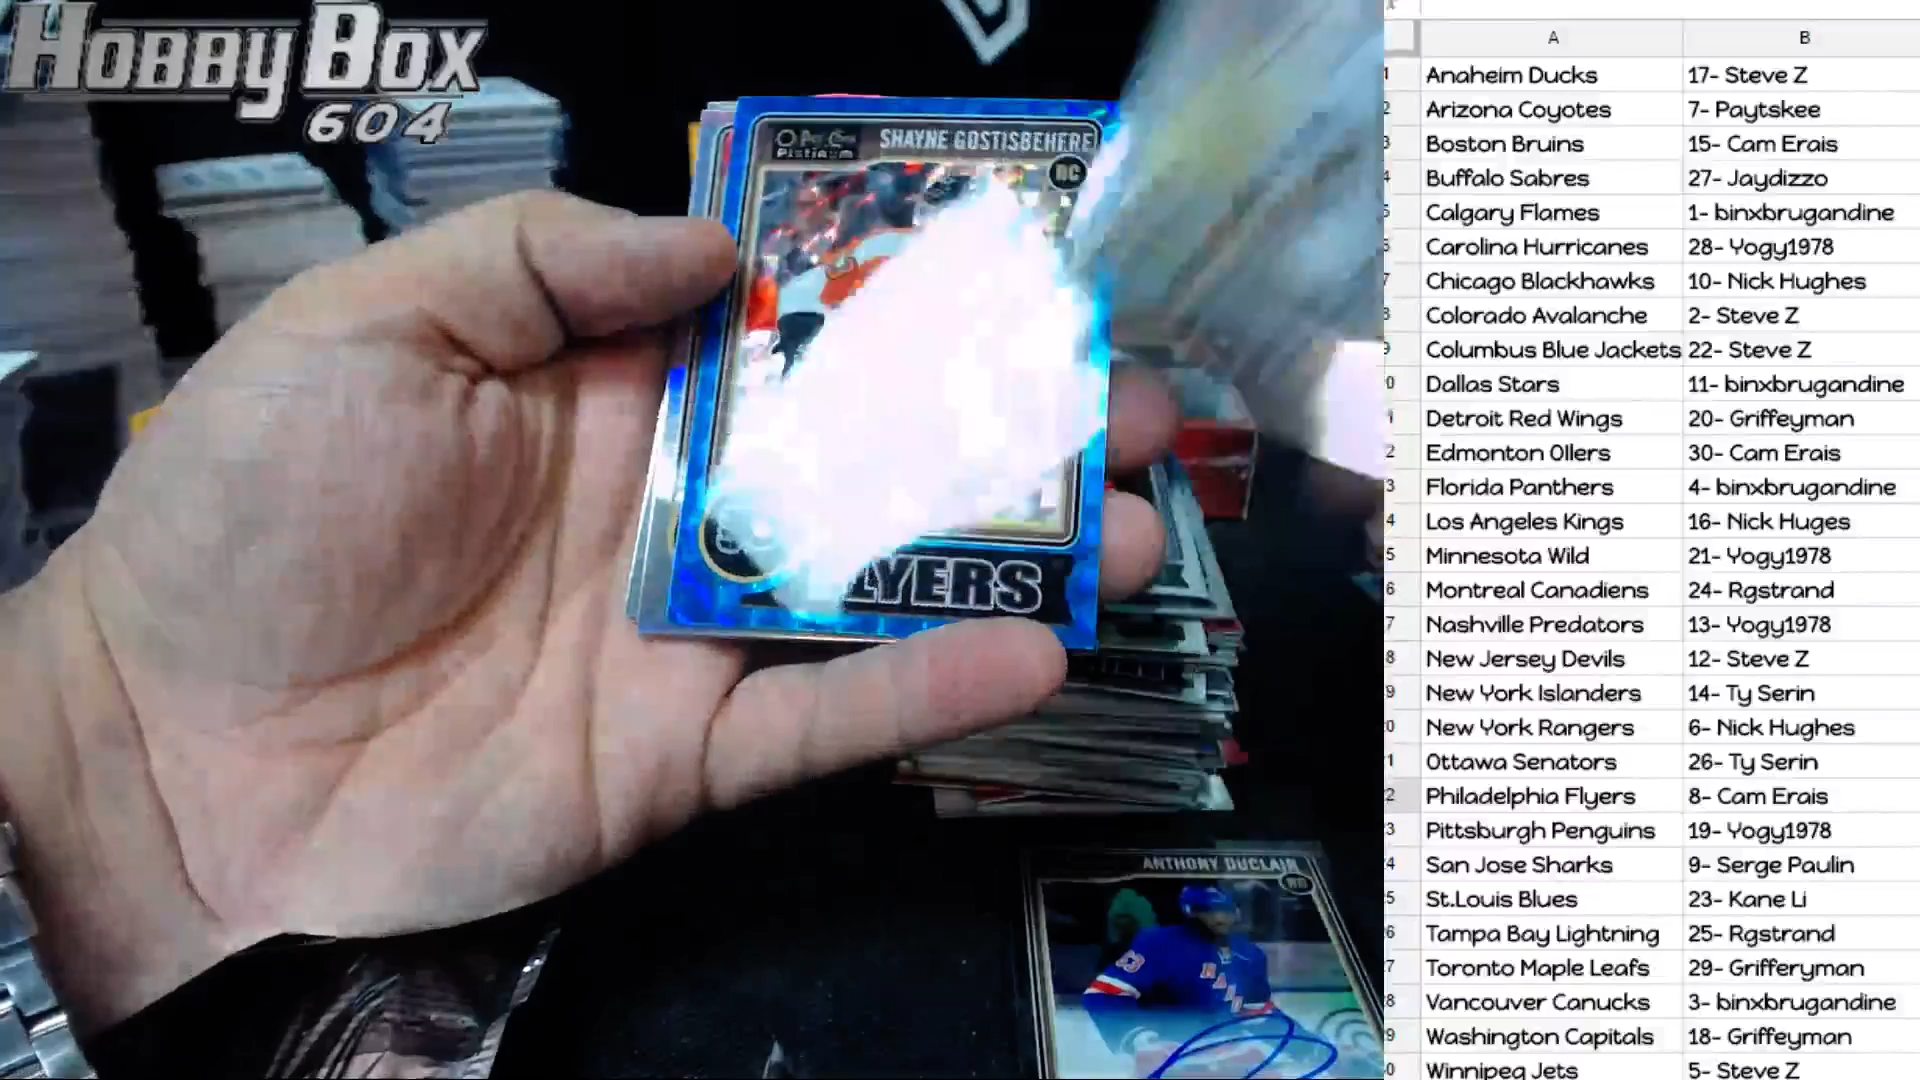 HOBBY BOX
604
O-Pee-Chee
Platinum
SHAYNE GOSTISBEHERE
RC
LYERS
ANTHONY DUCLAIR
RC
A B
Anaheim Ducks 17- Steve Z
Arizona Coyotes 7- Paytskee
Boston Bruins 15- Cam Erais
Buffalo Sabres 27- Jaydizzo
Calgary Flames 1- binxbrugandine
Carolina Hurricanes 28- Yogy1978
Chicago Blackhawks 10- Nick Hughes
Colorado Avalanche 2- Steve Z
Columbus Blue Jackets 22- Steve Z
Dallas Stars 11- binxbrugandine
Detroit Red Wings 20- Griffeyman
Edmonton Ollers 30- Cam Erais
Florida Panthers 4- binxbrugandine
Los Angeles Kings 16- Nick Huges
Minnesota Wild 21- Yogy1978
Montreal Canadiens 24- Rgstrand
Nashville Predators 13- Yogy1978
New Jersey Devils 12- Steve Z
New York Islanders 14- Ty Serin
New York Rangers 6- Nick Hughes
Ottawa Senators 26- Ty Serin
Philadelphia Flyers 8- Cam Erais
Pittsburgh Penguins 19- Yogy1978
San Jose Sharks 9- Serge Paulin
St.Louis Blues 23- Kane Li
Tampa Bay Lightning 25- Rgstrand
Toronto Maple Leafs 29- Grifferyman
Vancouver Canucks 3- binxbrugandine
Washington Capitals 18- Griffeyman
Winnipeg Jets 5- Steve Z